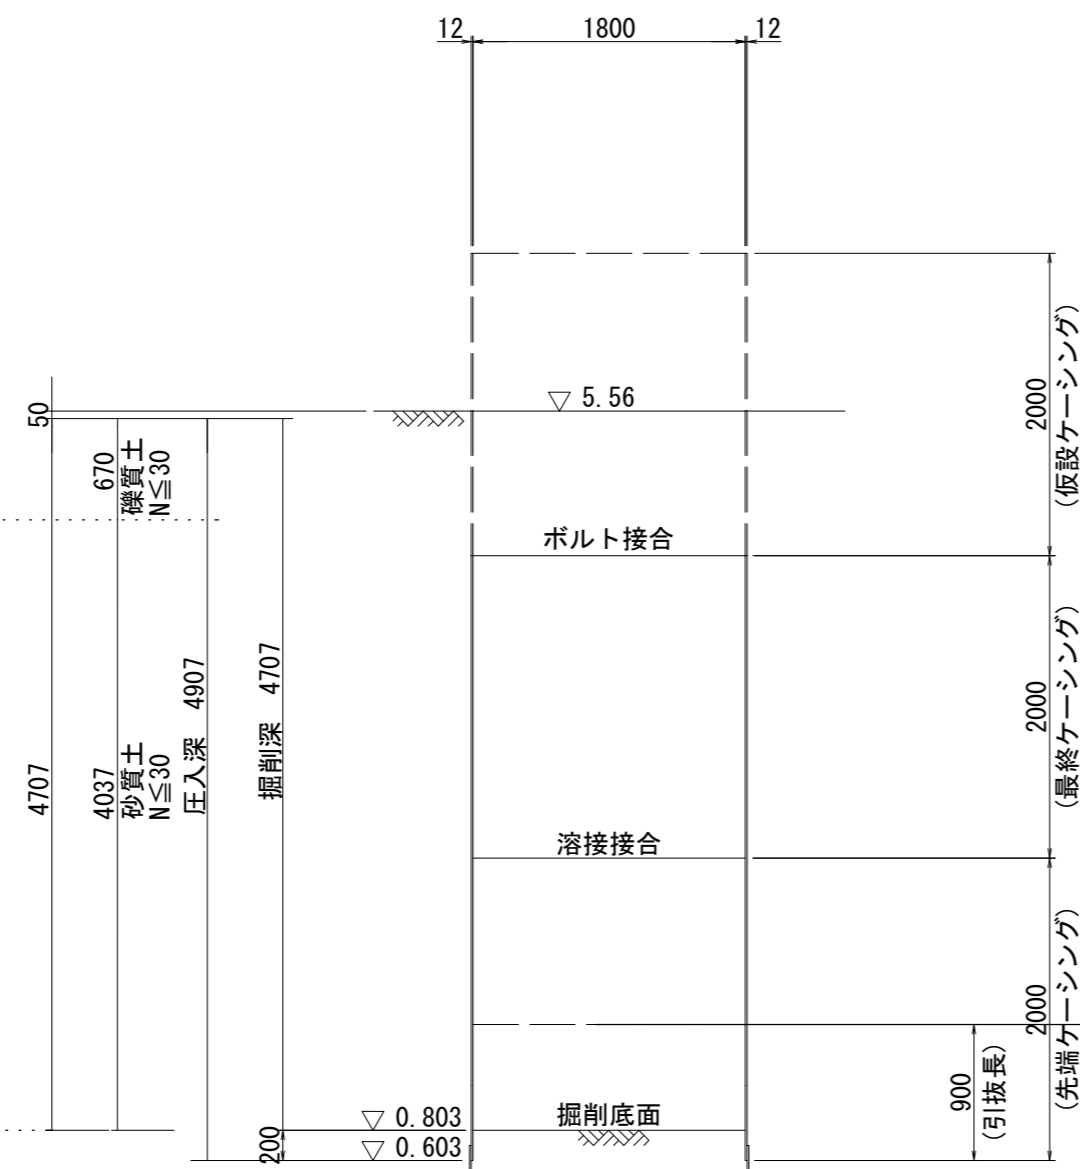 12 1800 12
▽ 5.56
50
670
礫質土
N≦30
ボルト接合
4707
4037
砂質土
N≦30
圧入深 4907
掘削深 4707
溶接接合
2000
(仮設ケーシング)
2000
(最終ケーシング)
2000
(先端ケーシング)
900
(引抜長)
▽ 0.803
掘削底面
200
▽ 0.603